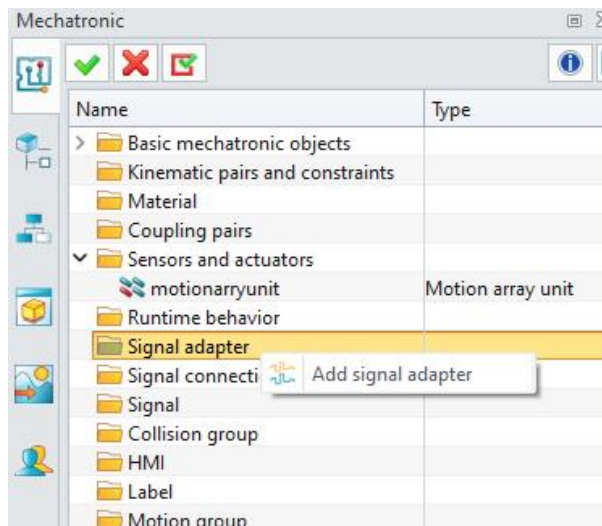 Mechatronic
Name Type
Basic mechatronic objects
Kinematic pairs and constraints
Material
Coupling pairs
Sensors and actuators
motionarryunit Motion array unit
Runtime behavior
Signal adapter
Signal connecti Add signal adapter
Signal
Collision group
HMI
Label
Motion group